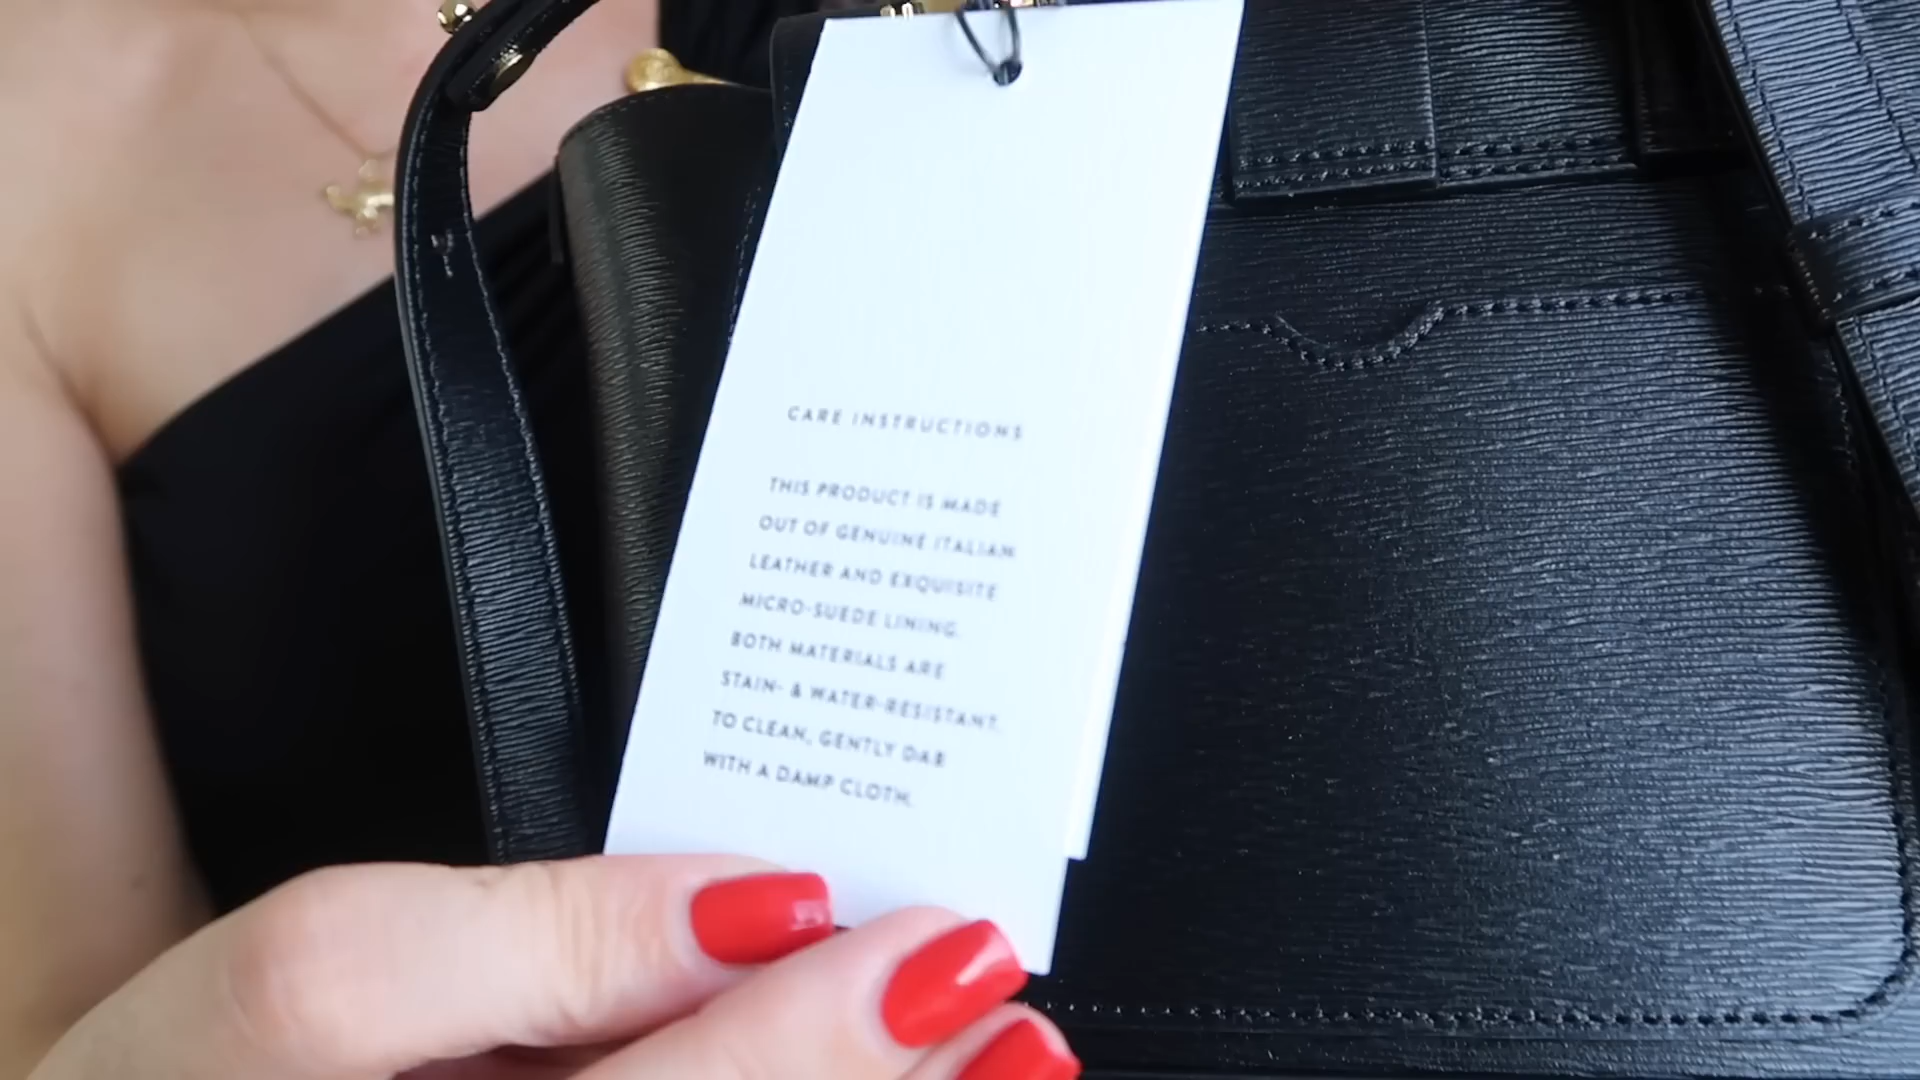 CARE INSTRUCTIONS
THIS PRODUCT IS MADE
OUT OF GENUINE ITALIAN
LEATHER AND EXQUISITE
MICRO-SUEDE LINING.
BOTH MATERIALS ARE
STAIN- & WATER-RESISTANT.
TO CLEAN, GENTLY DAB
WITH A DAMP CLOTH.